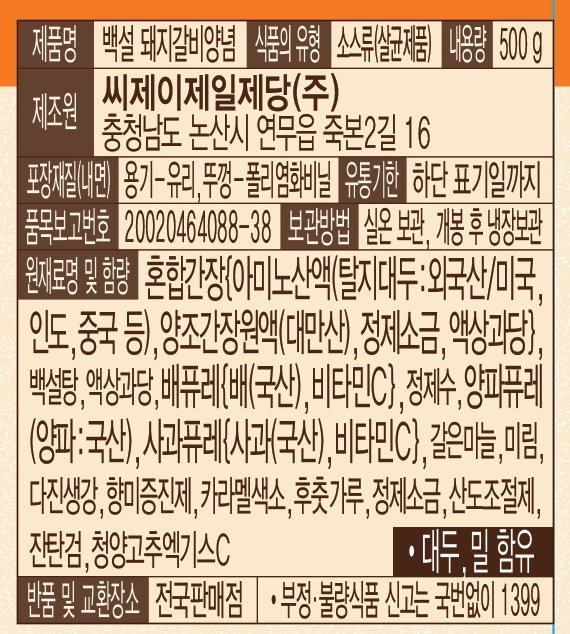 제품명 백설 돼지갈비양념 식품의 유형 소스류(살균제품) 내용량 500 g
제조원 씨제이제일제당(주)
충청남도 논산시 연무읍 죽본2길 16
포장재질(내면) 용기-유리, 뚜껑-폴리염화비닐 유통기한 하단 표기일까지
품목보고번호 20020464088-38 보관방법 실온 보관, 개봉 후 냉장보관
원재료명 및 함량 혼합간장{아미노산액(탈지대두:외국산/미국,
인도, 중국 등), 양조간장원액(대만산), 정제소금, 액상과당},
백설탕, 액상과당, 배퓨레{배(국산), 비타민C}, 정제수, 양파퓨레
(양파:국산), 사과퓨레{사과(국산), 비타민C}, 갈은마늘, 미림,
다진생강, 향미증진제, 카라멜색소, 후춧가루, 정제소금, 산도조절제,
잔탄검, 청양고추엑기스C
• 대두, 밀 함유
반품 및 교환장소 전국판매점 • 부정·불량식품 신고는 국번없이 1399